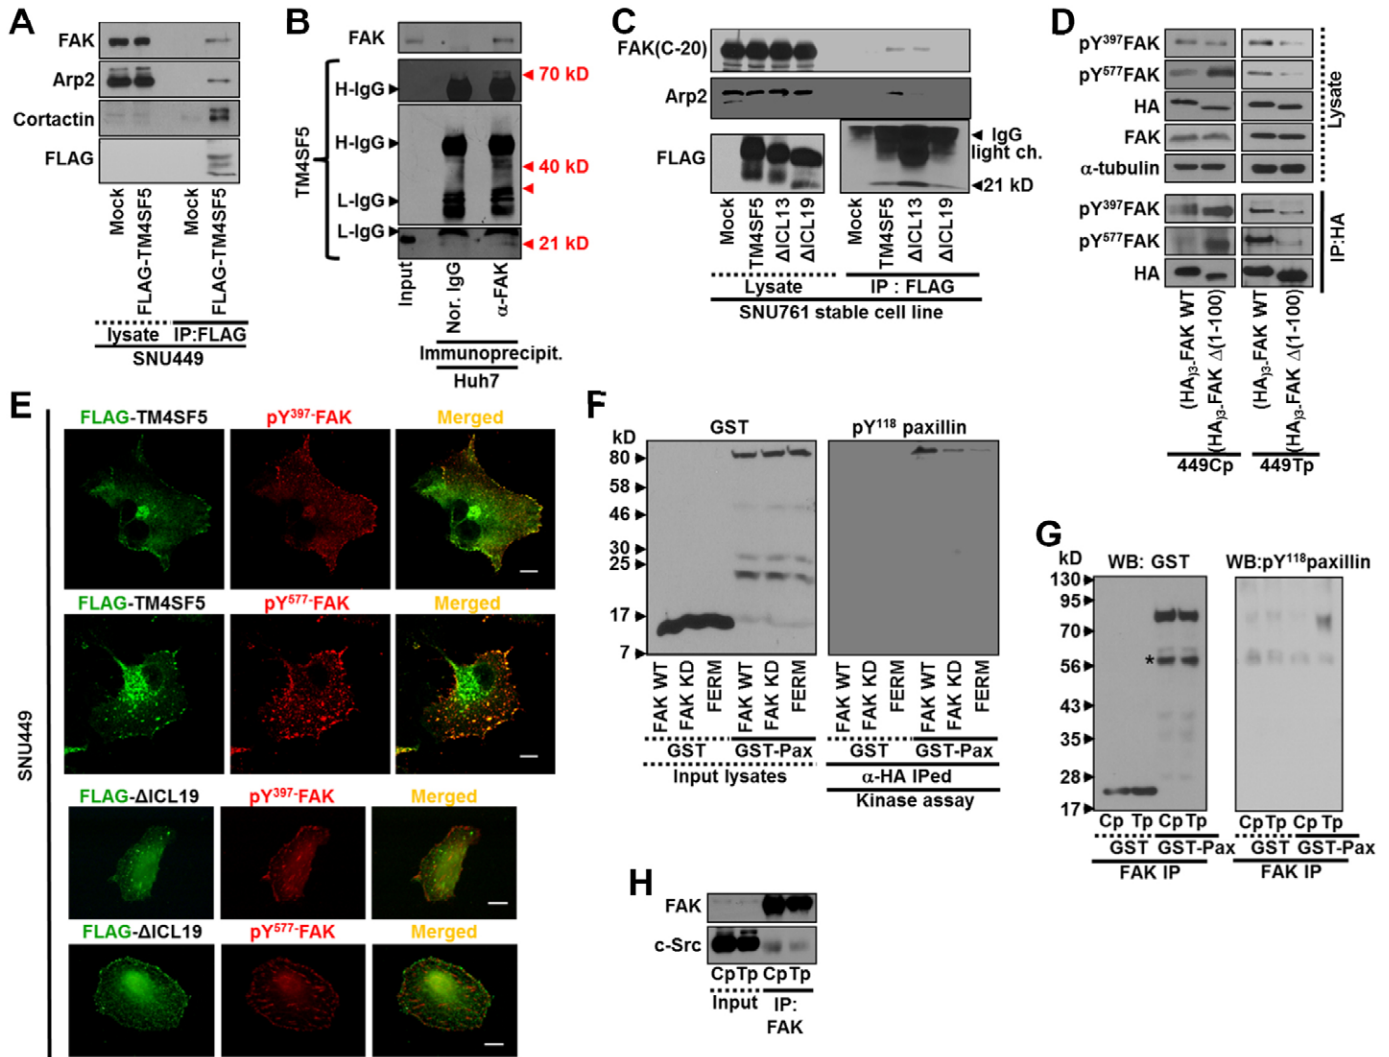 A
FAK
Arp2
Cortactin
FLAG
Mock
FLAG-TM4SF5
Mock
FLAG-TM4SF5
lysate
IP:FLAG
SNU449
B
FAK
TM4SF5
H-IgG
H-IgG
L-IgG
L-IgG
70 kD
40 kD
21 kD
Input
Nor. IgG
α-FAK
Immunoprecipit.
Huh7
C
FAK(C-20)
Arp2
FLAG
IgG
light ch.
21 kD
Mock
TM4SF5
ΔICL13
ΔICL19
Mock
TM4SF5
ΔICL13
ΔICL19
Lysate
IP : FLAG
SNU761 stable cell line
D
pY397FAK
pY577FAK
HA
FAK
α-tubulin
Lysate
pY397FAK
pY577FAK
HA
IP:HA
(HA)3-FAK WT
(HA)3-FAK Δ(1-100)
(HA)3-FAK WT
(HA)3-FAK Δ(1-100)
449Cp
449Tp
E
SNU449
FLAG-TM4SF5
pY397-FAK
Merged
FLAG-TM4SF5
pY577-FAK
Merged
FLAG-ΔICL19
pY397-FAK
Merged
FLAG-ΔICL19
pY577-FAK
Merged
F
GST
pY118 paxillin
kD
80
58
46
30
25
17
7
FAK WT
FAK KD
FERM
FAK WT
FAK KD
FERM
FAK WT
FAK KD
FERM
FAK WT
FAK KD
FERM
GST
GST-Pax
GST
GST-Pax
Input lysates
α-HA IPed
Kinase assay
G
kD
WB: GST
WB:pY118paxillin
130
95
70
56
43
35
28
17
*
Cp Tp Cp Tp
Cp Tp Cp Tp
GST GST-Pax
GST GST-Pax
FAK IP
FAK IP
H
FAK
c-Src
Cp Tp Cp Tp
Input
IP:
FAK